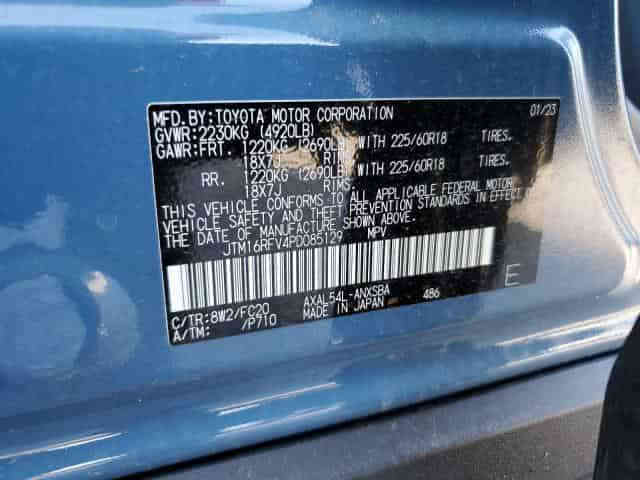 MFD. BY: TOYOTA MOTOR CORPORATION 01/23
GVWR: 2230KG (4920LB)
GAWR: FRT. 1220KG (2690LB) WITH 225/60R18 TIRES,
18X7J RIMS,
RR. 1220KG (2690LB) WITH 225/60R18 TIRES,
18X7J RIMS,
THIS VEHICLE CONFORMS TO ALL APPLICABLE FEDERAL MOTOR
VEHICLE SAFETY AND THEFT PREVENTION STANDARDS IN EFFECT
ON THE DATE OF MANUFACTURE
JTM16RFV4PD085129 MPV
C/TR: 8W2/FC20 AXAL54L-ANXSBA 486 E
A/TM: /P710 MADE IN JAPAN